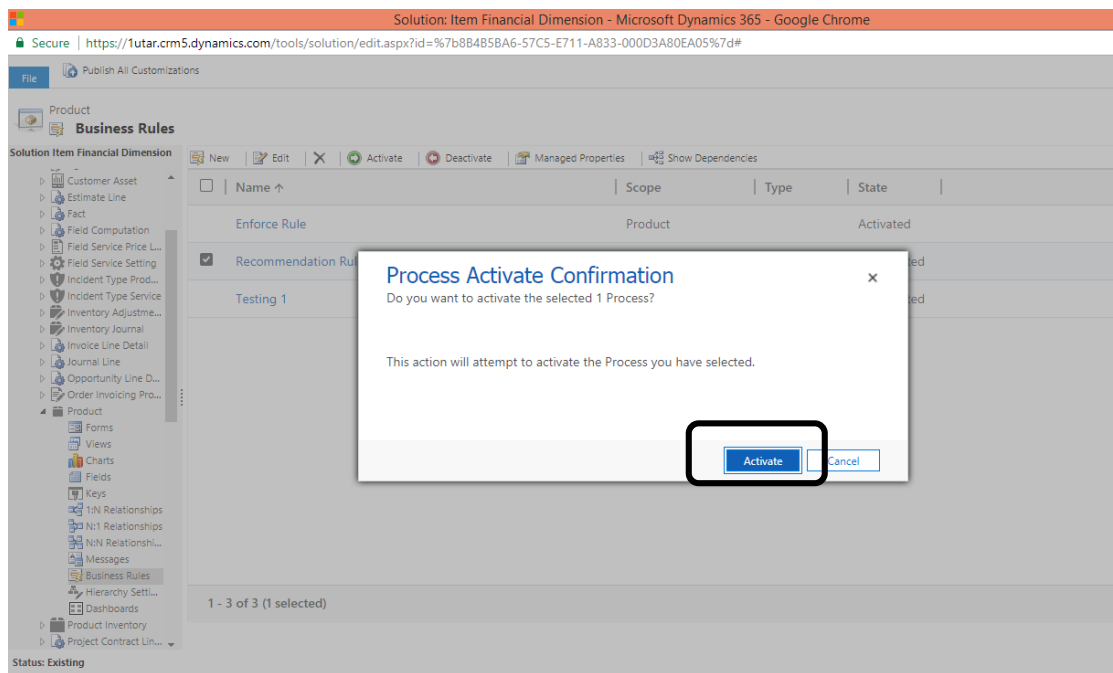 Solution: Item Financial Dimension - Microsoft Dynamics 365 - Google Chrome
Secure | https://1utar.crm5.dynamics.com/tools/solution/edit.aspx?id=%7b8B4B5BA6-57C5-E711-A833-000D3A80EA05%7d#
File Publish All Customizations
Product
Business Rules
Solution Item Financial Dimension
New Edit Activate Deactivate Managed Properties Show Dependencies
Name ↑ Scope Type State
Enforce Rule Product Activated
Recommendation Rul ed
Testing 1 ed
Customer Asset
Estimate Line
Fact
Field Computation
Field Service Price L...
Field Service Setting
Incident Type Prod...
Incident Type Service
Inventory Adjustme...
Inventory Journal
Invoice Line Detail
Journal Line
Opportunity Line D...
Order Invoicing Pro...
Product
Forms
Views
Charts
Fields
Keys
1:N Relationships
N:1 Relationships
N:N Relationshi...
Messages
Business Rules
Hierarchy Setti...
Dashboards
Product Inventory
Project Contract Lin...
Process Activate Confirmation
Do you want to activate the selected 1 Process?
This action will attempt to activate the Process you have selected.
Activate Cancel
1 - 3 of 3 (1 selected)
Status: Existing